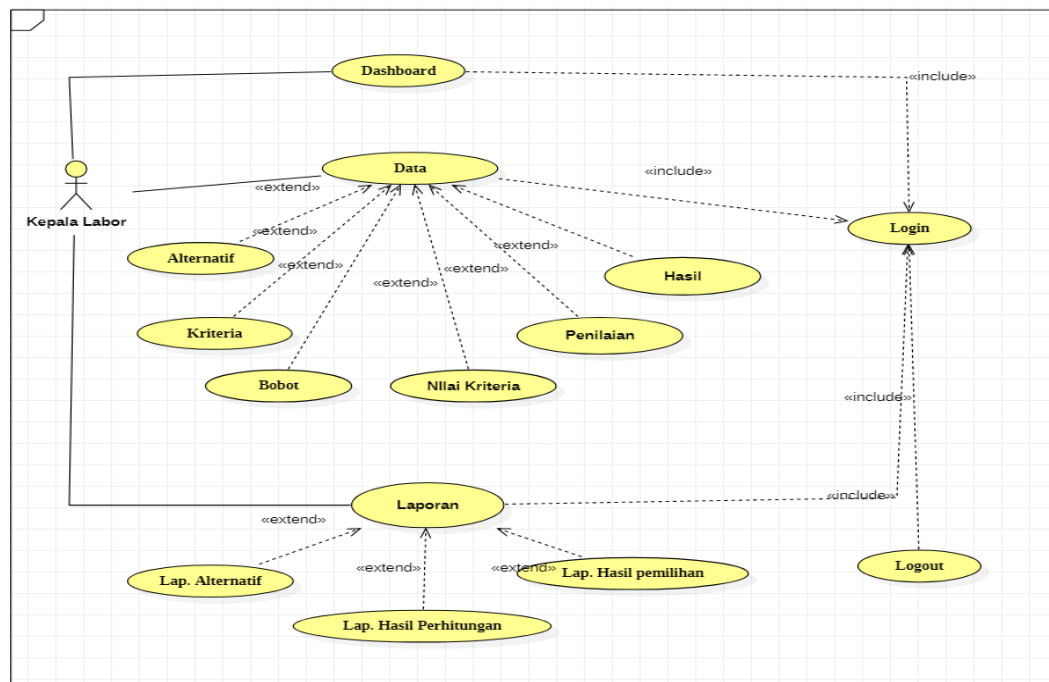 Dashboard
«include»
Data
«include»
«extend»
Kepala Labor
Login
«extend»
«extend»
Alternatif
«extend»
«extend»
Hasil
«extend»
Kriteria
Penilaian
Bobot
NIlai Kriteria
«include»
Laporan
«include»
«extend»
Lap. Alternatif
«extend»
«extend»
Lap. Hasil pemilihan
Logout
Lap. Hasil Perhitungan